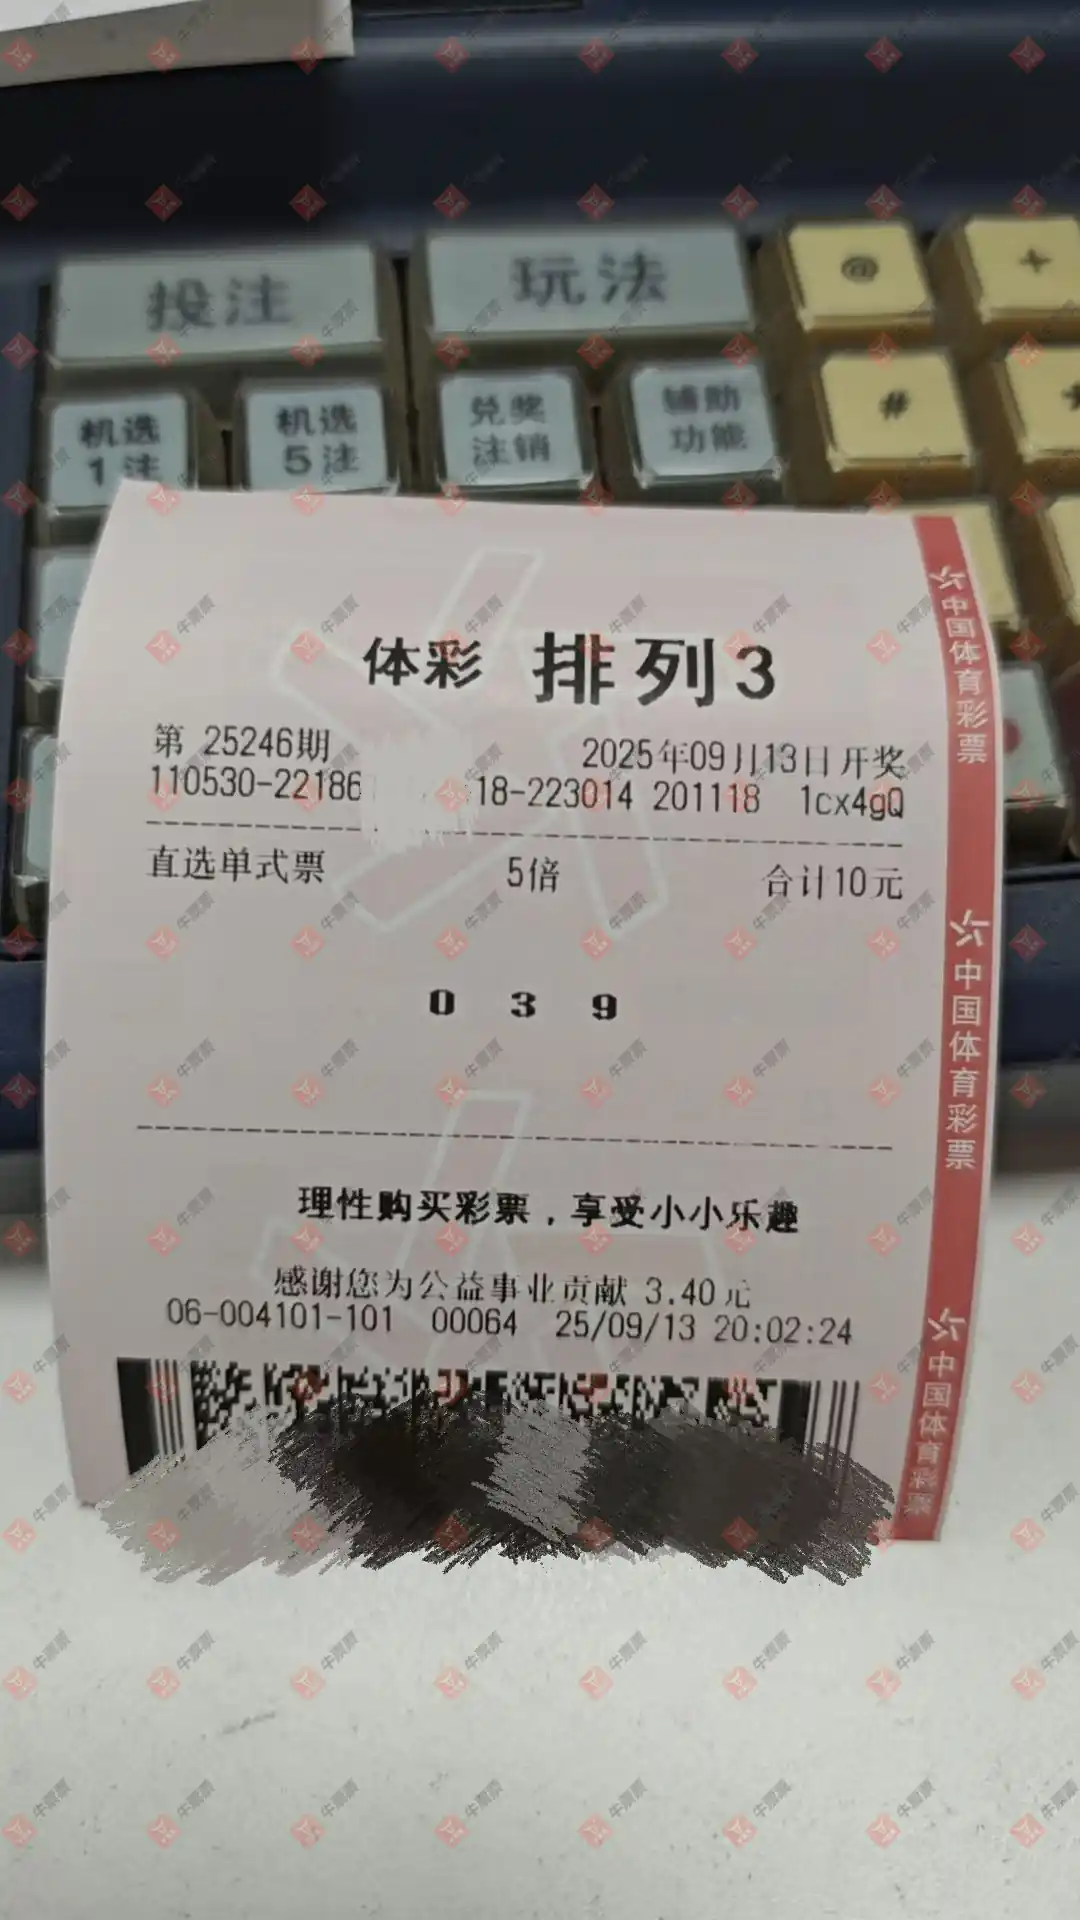 投注 玩法 @ +
机选 机选 兑奖 辅助 #
1注 5注 注销 功能
体彩 排列3
第 25246期 2025年09月13日开奖
110530-22186 18-223014 201118 1cx4gQ
直选单式票 5倍 合计10元
0 3 9
理性购买彩票，享受小小乐趣
感谢您为公益事业贡献 3.40元
06-004101-101 00064 25/09/13 20:02:24
中国体育彩票
中国体育彩票
中国体育彩票
牛票票